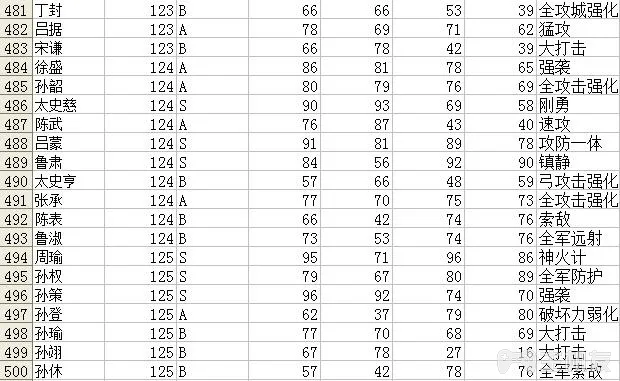 481 丁封 123 B 66 66 53 39 全攻城强化
482 吕据 123 A 78 69 71 62 猛攻
483 宋谦 123 B 66 78 42 39 大打击
484 徐盛 124 A 86 81 78 65 强袭
485 孙韶 124 A 80 79 76 69 全攻击强化
486 太史慈 124 S 90 93 69 58 刚勇
487 陈武 124 A 76 87 43 40 速攻
488 吕蒙 124 S 91 81 89 78 攻防一体
489 鲁肃 124 S 84 56 92 90 镇静
490 太史亨 124 B 57 66 48 59 弓攻击强化
491 张承 124 A 77 70 75 73 全攻击强化
492 陈表 124 B 66 42 74 76 索敌
493 鲁淑 124 B 73 53 74 76 全军远射
494 周瑜 125 S 95 71 96 86 神火计
495 孙权 125 S 79 67 80 89 全军防护
496 孙策 125 S 96 92 74 70 强袭
497 孙登 125 A 62 37 79 80 破坏力弱化
498 孙瑜 125 B 77 70 68 69 大打击
499 孙翊 125 B 67 78 27 16 大打击
500 孙休 125 B 57 42 78 76 全军索敌